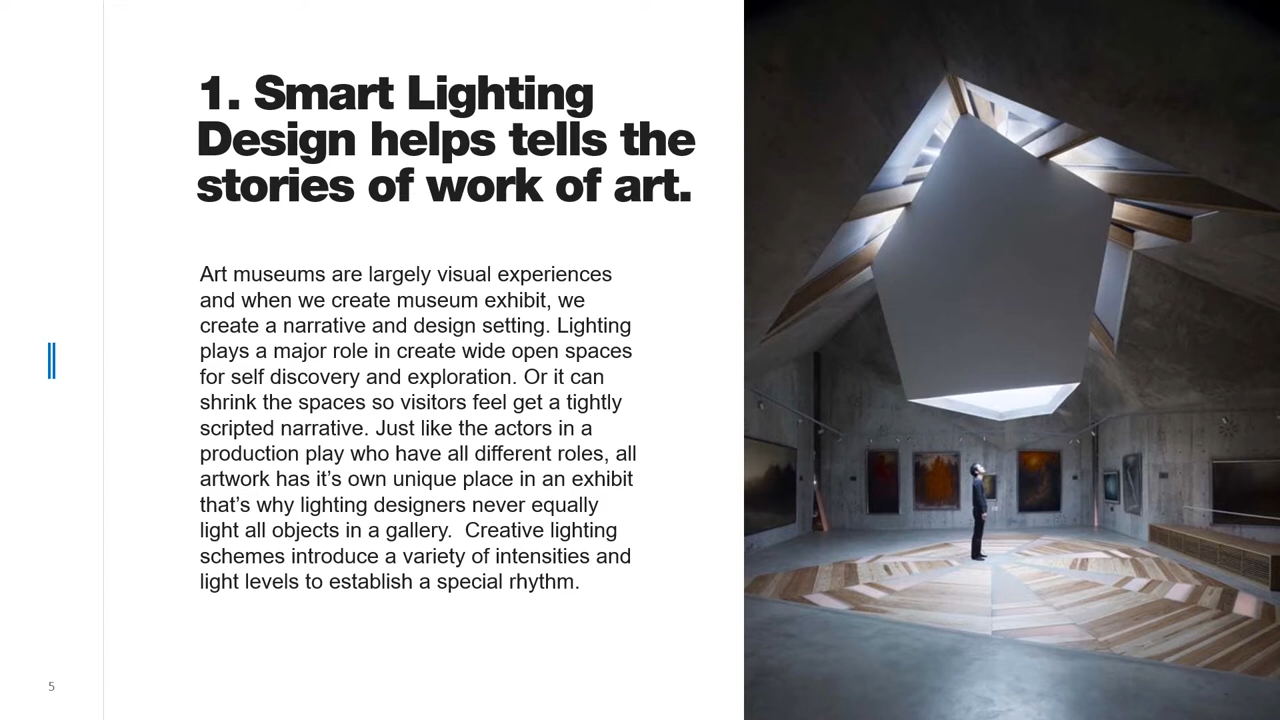 1. Smart Lighting
Design helps tells the
stories of work of art.
Art museums are largely visual experiences
and when we create museum exhibit, we
create a narrative and design setting. Lighting
plays a major role in create wide open spaces
for self discovery and exploration. Or it can
shrink the spaces so visitors feel get a tightly
scripted narrative. Just like the actors in a
production play who have all different roles, all
artwork has it’s own unique place in an exhibit
that’s why lighting designers never equally
light all objects in a gallery.  Creative lighting
schemes introduce a variety of intensities and
light levels to establish a special rhythm.
5